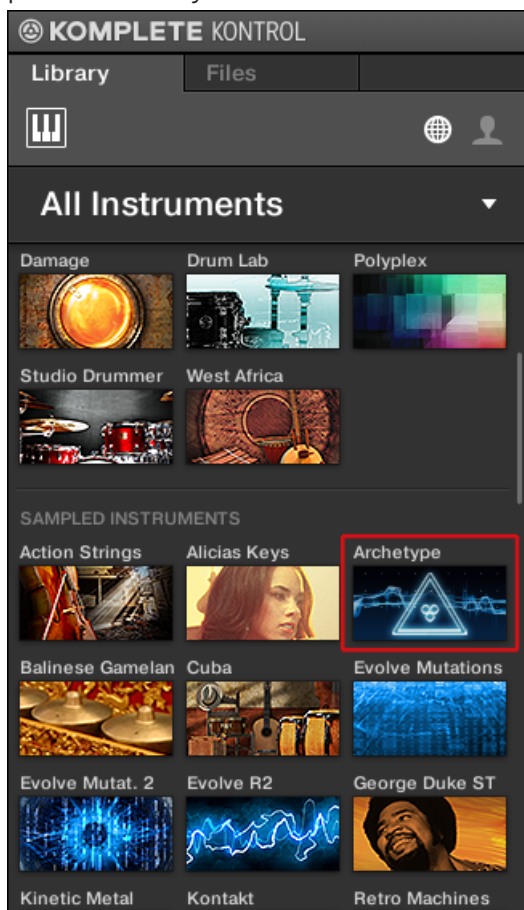 KOMPLETE KONTROL
Library Files
All Instruments
Damage Drum Lab Polyplex
Studio Drummer West Africa
SAMPLED INSTRUMENTS
Action Strings Alicias Keys Archetype
Balinese Gamelan Cuba Evolve Mutations
Evolve Mutat. 2 Evolve R2 George Duke ST
Kinetic Metal Kontakt Retro Machines